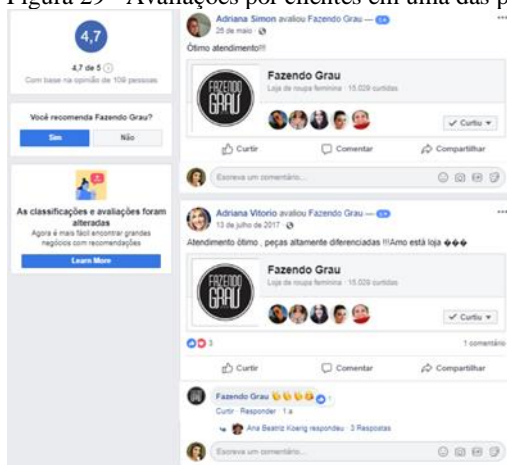 Figura 29 - Avaliações por clientes em uma das p
4,7
4,7 de 5
Com base na opinião de 109 pessoas
Você recomenda Fazendo Grau?
Sim
Não
As classificações e avaliações foram
alteradas
Agora é mais fácil encontrar grandes
negócios com recomendações
Learn More
Adriana Simon avaliou Fazendo Grau —
25 de maio
Ótimo atendimento!!!
FAZENDO
GRAU
Fazendo Grau
Loja de roupa feminina · 15.029 curtidas
Curtiu
Curtir
Comentar
Compartilhar
Escreva um comentário...
Adriana Vitorio avaliou Fazendo Grau —
13 de julho de 2017
Atendimento ótimo , peças altamente diferenciadas !!!Amo está loja ���
FAZENDO
GRAU
Fazendo Grau
Loja de roupa feminina · 15.029 curtidas
Curtiu
3
1 comentário
Curtir
Comentar
Compartilhar
Fazendo Grau
1
Curtir · Responder · 1 a
Ana Beatriz Koerig respondeu · 3 Respostas
Escreva um comentário...